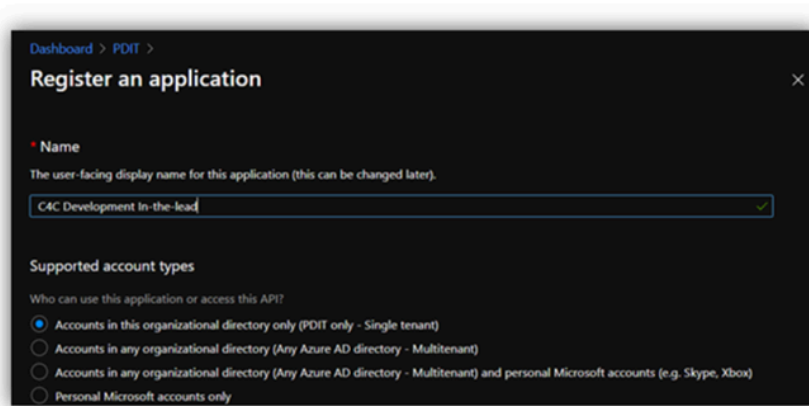 Dashboard > PDIT >
Register an application
* Name
The user-facing display name for this application (this can be changed later).
C4C Development In-the-lead
Supported account types
Who can use this application or access this API?
Accounts in this organizational directory only (PDIT only - Single tenant)
Accounts in any organizational directory (Any Azure AD directory - Multitenant)
Accounts in any organizational directory (Any Azure AD directory - Multitenant) and personal Microsoft accounts (e.g. Skype, Xbox)
Personal Microsoft accounts only